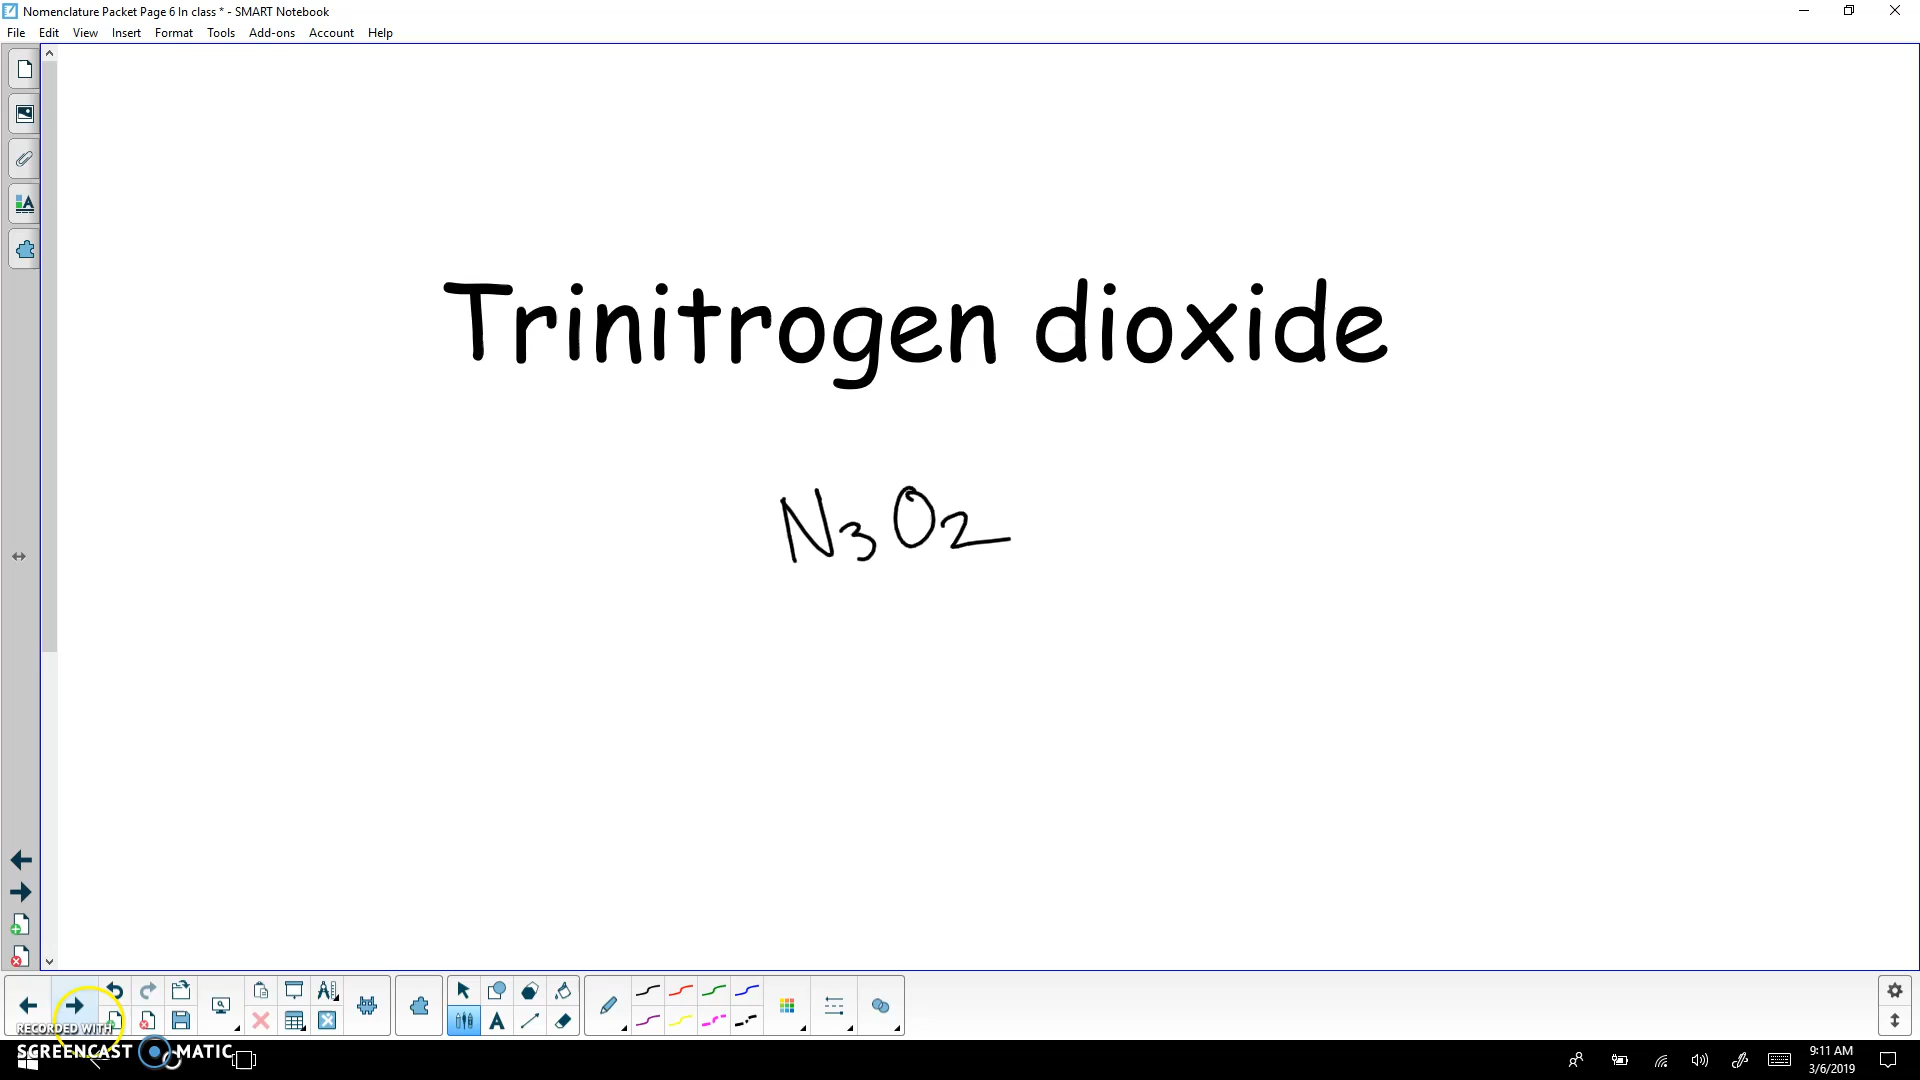 Nomenclature Packet Page 6 In class * - SMART Notebook
File Edit View Insert Format Tools Add-ons Account Help
Trinitrogen dioxide
N3O2
RECORDED WITH
SCREENCAST MATIC
9:11 AM
3/6/2019